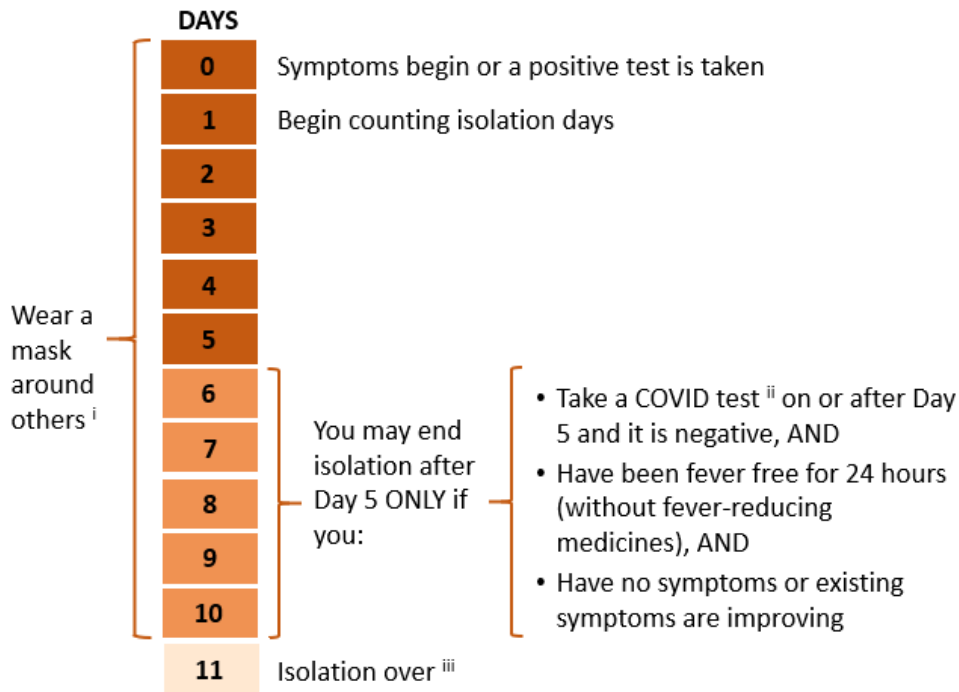 DAYS
0 Symptoms begin or a positive test is taken
1 Begin counting isolation days
2
3
4
5
6
7
8
9
10
11 Isolation over iii
Wear a
mask
around
others i
You may end
isolation after
Day 5 ONLY if
you:
• Take a COVID test ii on or after Day
5 and it is negative, AND
• Have been fever free for 24 hours
(without fever-reducing
medicines), AND
• Have no symptoms or existing
symptoms are improving